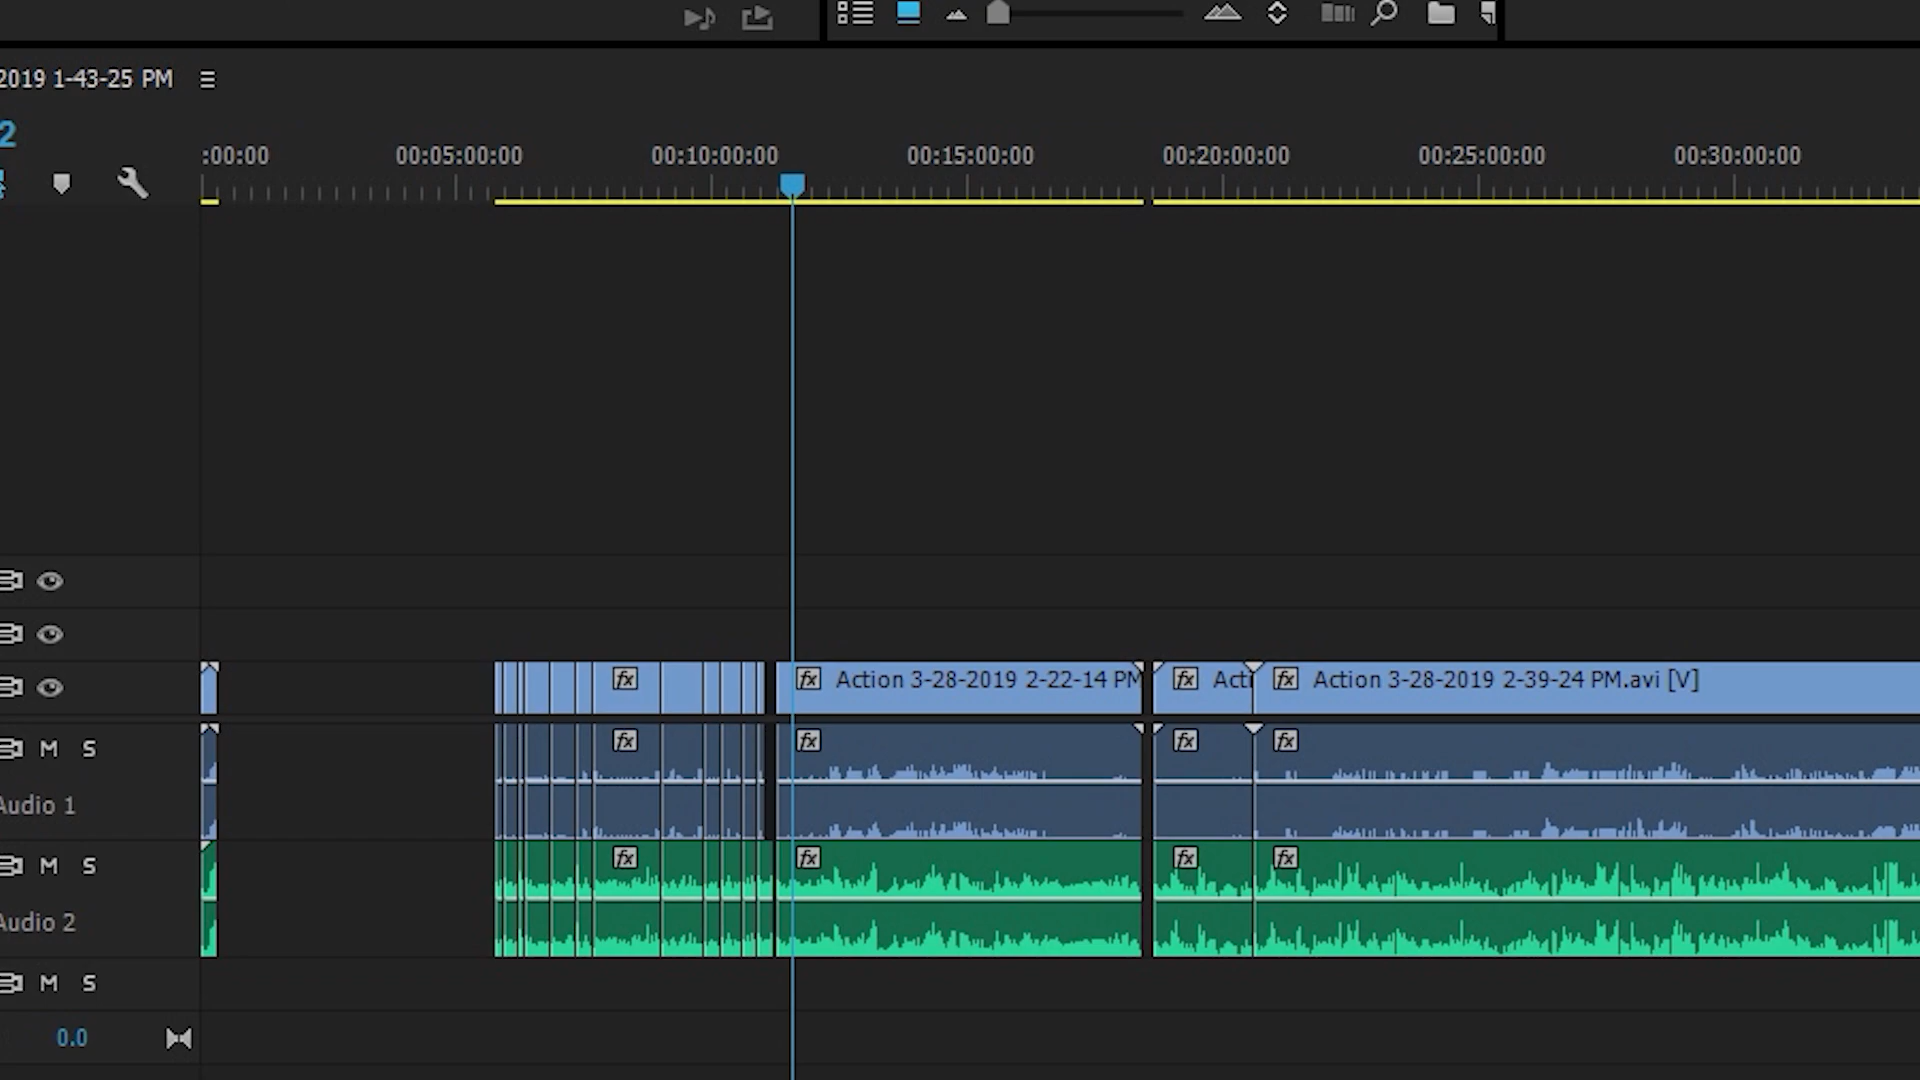 2019 1-43-25 PM
2
:00:00 00:05:00:00 00:10:00:00 00:15:00:00 00:20:00:00 00:25:00:00 00:30:00:00
fx fx Action 3-28-2019 2-22-14 PM fx Acti fx Action 3-28-2019 2-39-24 PM.avi [V]
M S fx fx fx fx
Audio 1
M S fx fx fx fx
Audio 2
M S
0.0